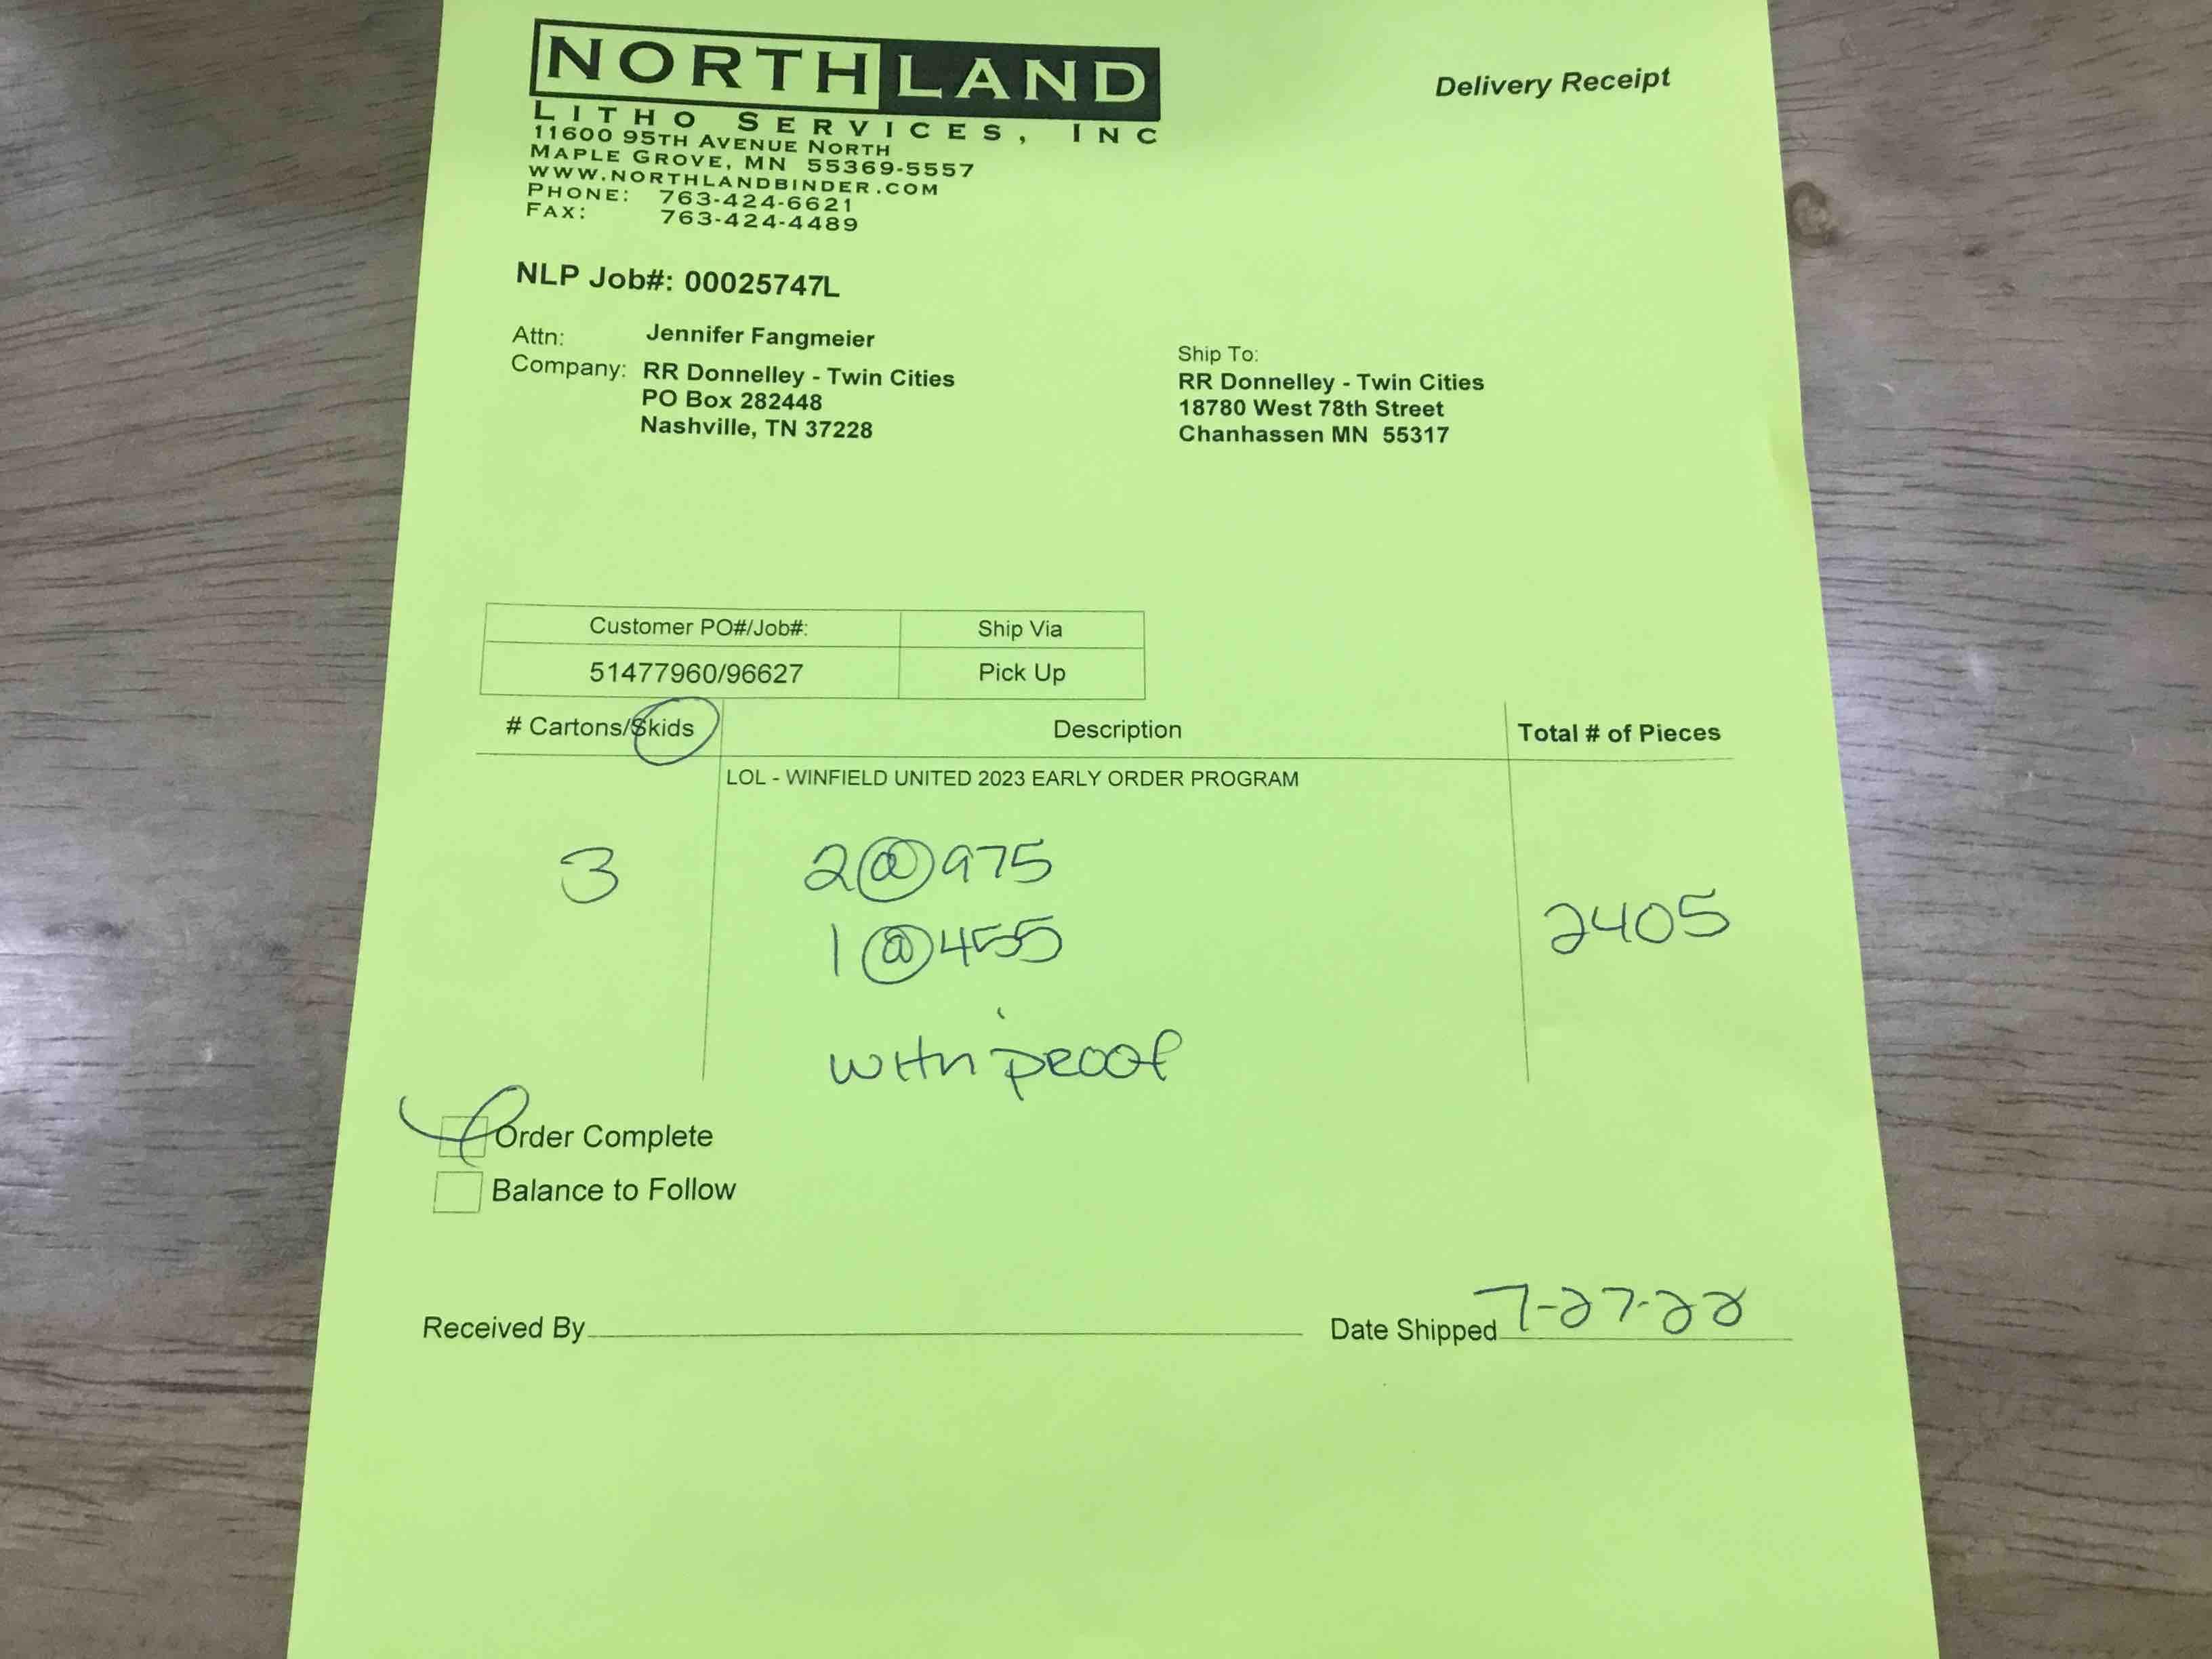 NORTHLAND
LITHO SERVICES, INC
11600 95TH AVENUE NORTH
MAPLE GROVE, MN 55369-5557
WWW.NORTHLANDBINDER.COM
PHONE: 763-424-6621
FAX: 763-424-4489
Delivery Receipt
NLP Job#: 00025747L
Attn: Jennifer Fangmeier
Company: RR Donnelley - Twin Cities
PO Box 282448
Nashville, TN 37228
Ship To:
RR Donnelley - Twin Cities
18780 West 78th Street
Chanhassen MN 55317
Customer PO#/Job#: Ship Via
51477960/96627 Pick Up
# Cartons/Skids Description Total # of Pieces
LOL - WINFIELD UNITED 2023 EARLY ORDER PROGRAM
3 2@975
1@455 2405
with proof
Order Complete
Balance to Follow
Received By Date Shipped 7-27-22